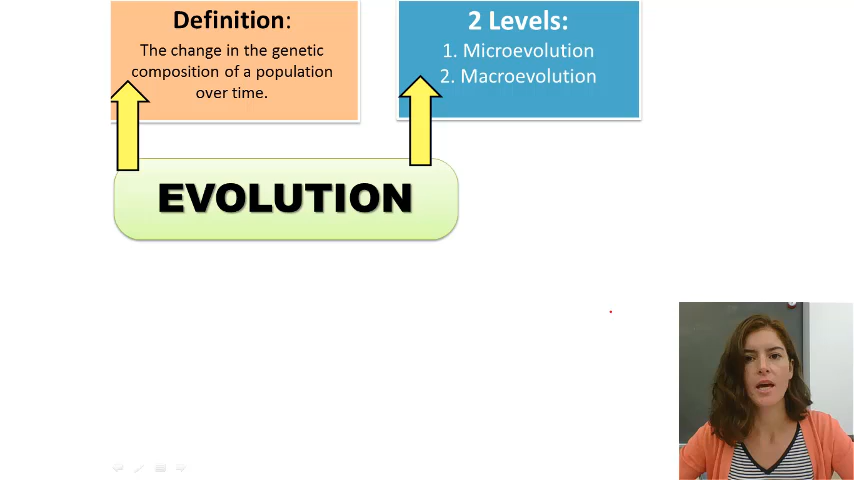 Definition:
The change in the genetic
composition of a population
over time.
2 Levels:
1. Microevolution
2. Macroevolution
EVOLUTION